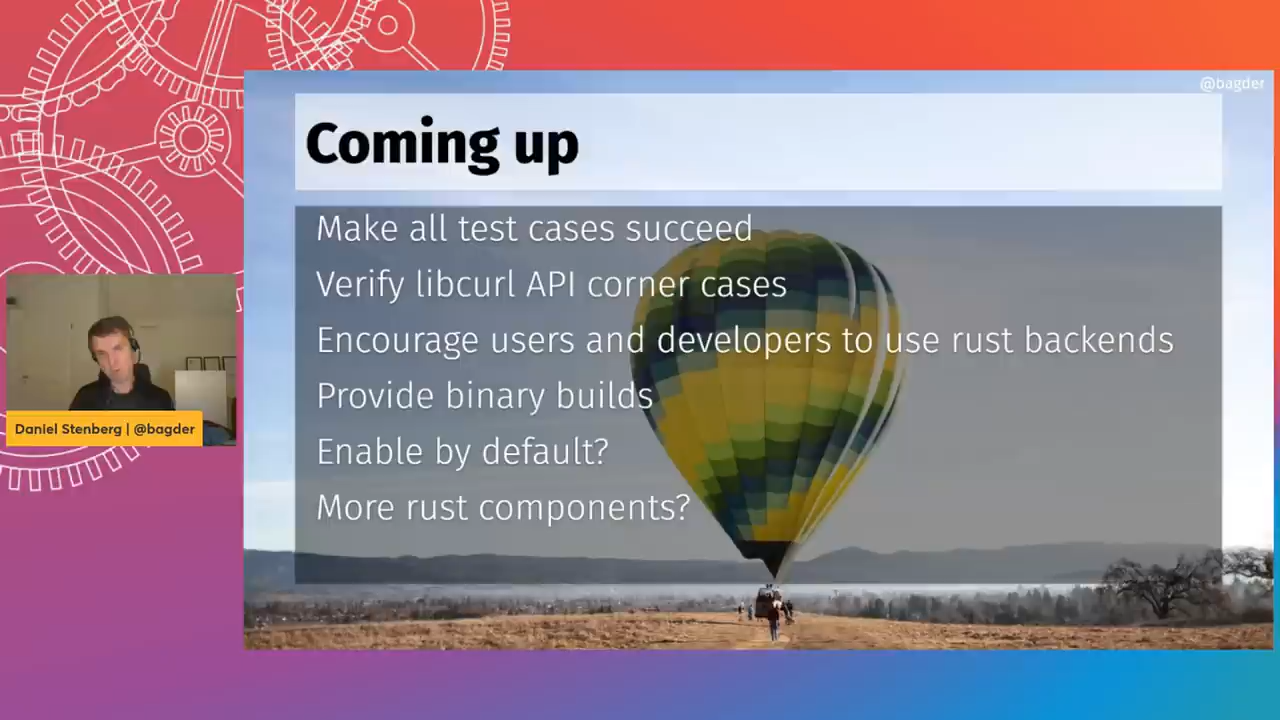 @bagder
Coming up
Make all test cases succeed
Verify libcurl API corner cases
Encourage users and developers to use rust backends
Provide binary builds
Enable by default?
More rust components?
Daniel Stenberg | @bagder